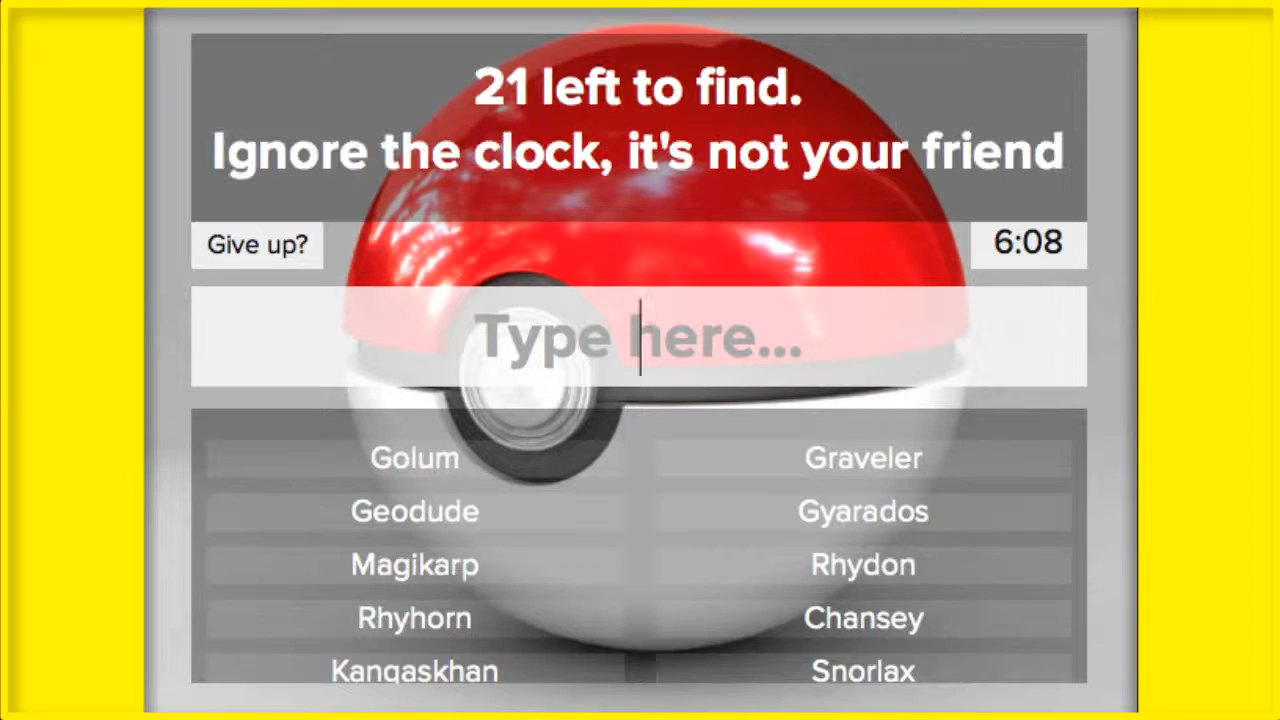 21 left to find.
Ignore the clock, it's not your friend
Give up?
6:08
Type here...
Golum
Graveler
Geodude
Gyarados
Magikarp
Rhydon
Rhyhorn
Chansey
Kangaskhan
Snorlax